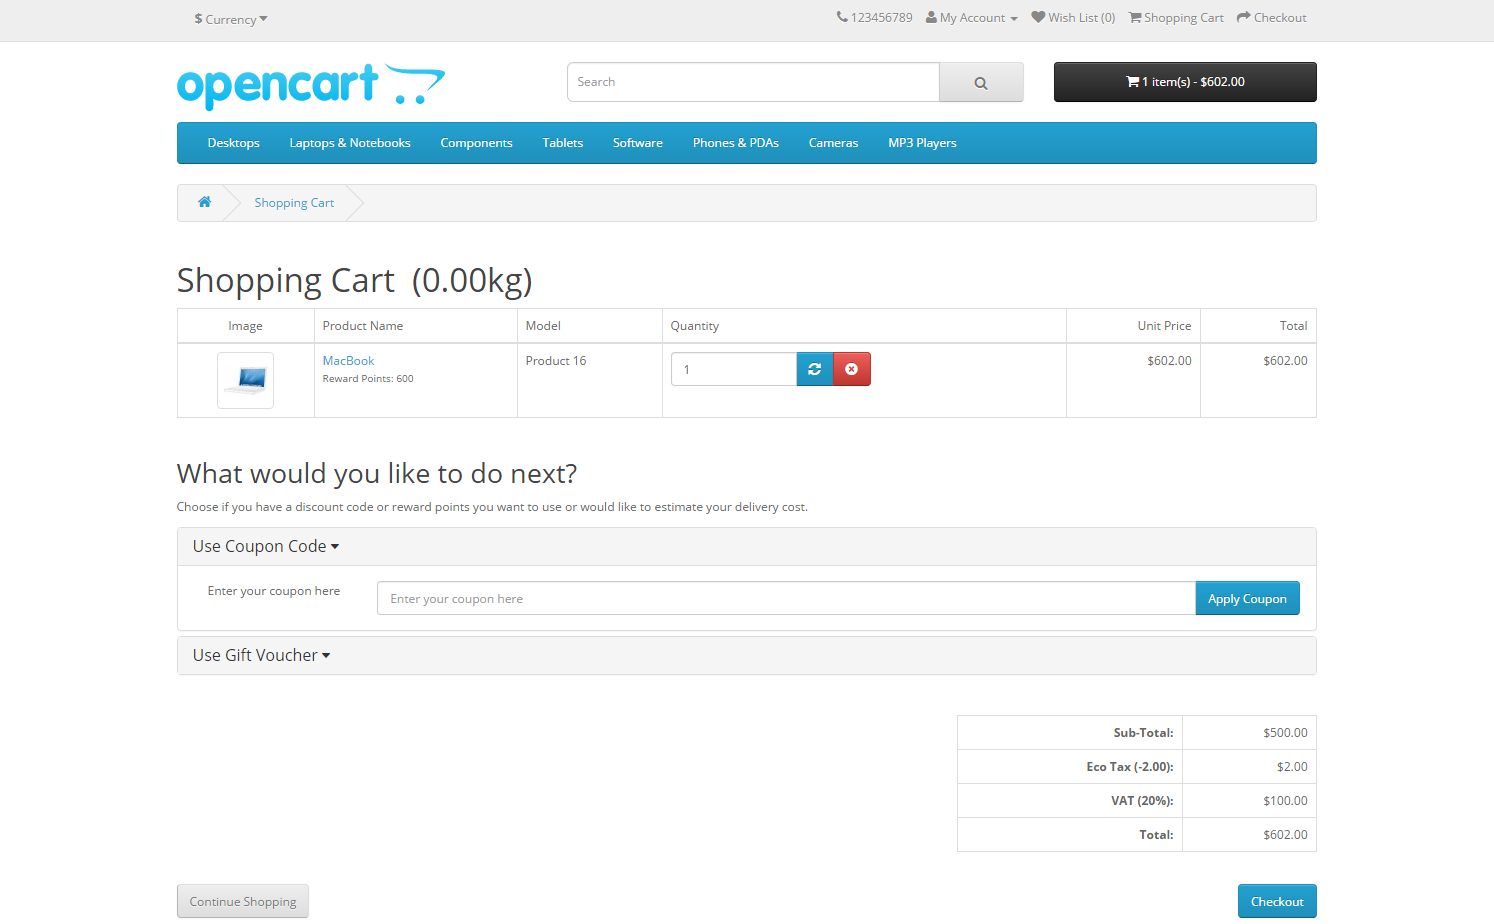 $ Currency
123456789 My Account Wish List (0) Shopping Cart Checkout
opencart
Search
1 item(s) - $602.00
Desktops Laptops & Notebooks Components Tablets Software Phones & PDAs Cameras MP3 Players
Shopping Cart
Shopping Cart (0.00kg)
Image Product Name Model Quantity Unit Price Total
MacBook Product 16 1 $602.00 $602.00
Reward Points: 600
What would you like to do next?
Choose if you have a discount code or reward points you want to use or would like to estimate your delivery cost.
Use Coupon Code
Enter your coupon here Enter your coupon here Apply Coupon
Use Gift Voucher
Sub-Total: $500.00
Eco Tax (-2.00): $2.00
VAT (20%): $100.00
Total: $602.00
Continue Shopping Checkout